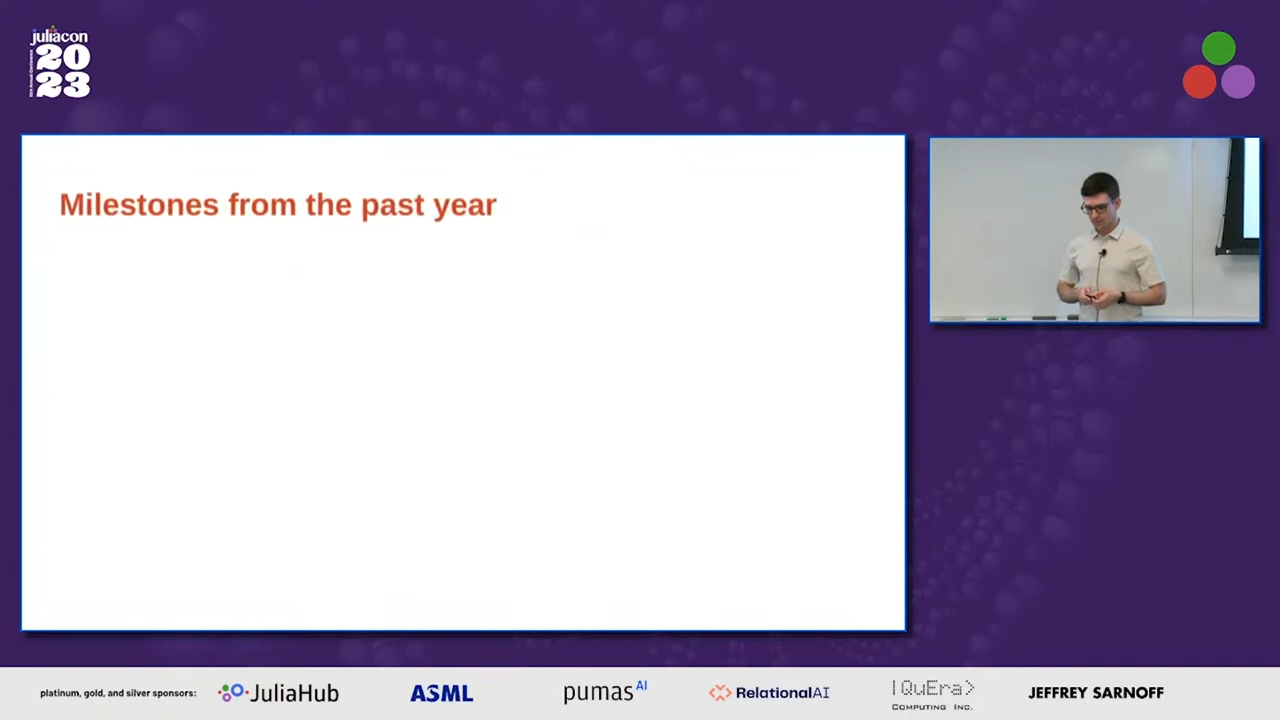 juliacon
20
23
Milestones from the past year
platinum, gold, and silver sponsors:
JuliaHub
ASML
pumas AI
RelationalAI
|QuEra>
COMPUTING INC.
JEFFREY SARNOFF